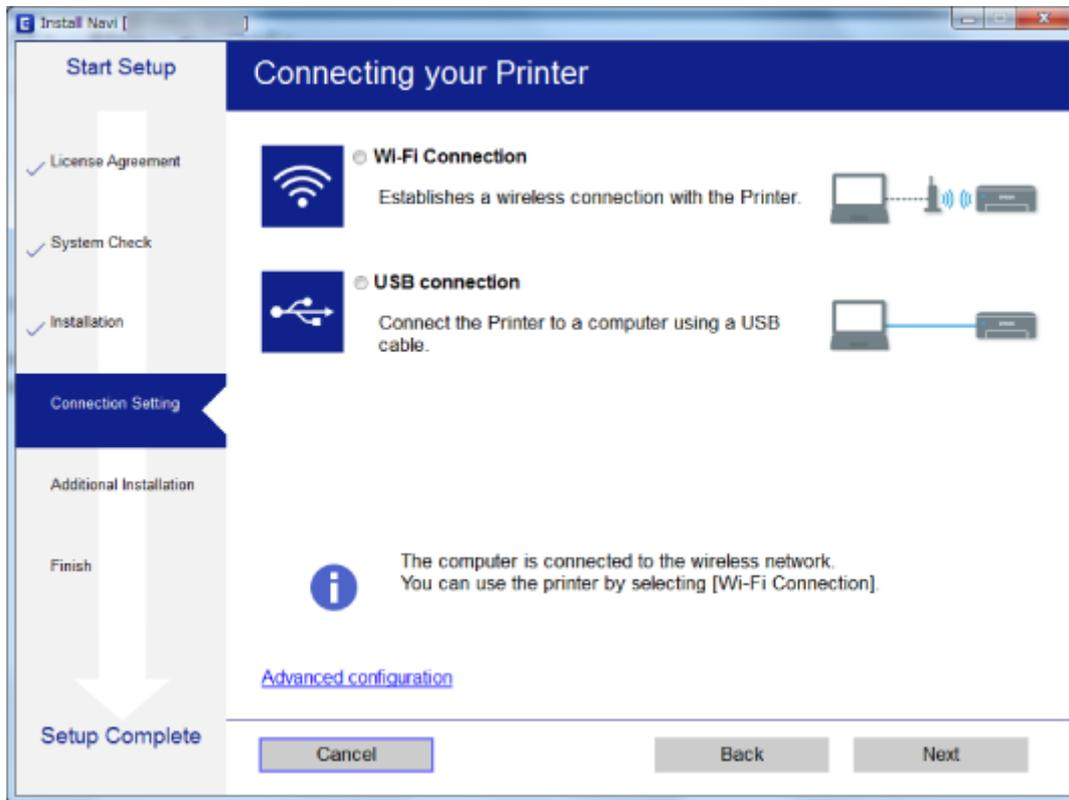 Install Navi [ ]
Start Setup
Connecting your Printer
License Agreement
System Check
Installation
Connection Setting
Additional Installation
Finish
Setup Complete
Wi-Fi Connection
Establishes a wireless connection with the Printer.
USB connection
Connect the Printer to a computer using a USB
cable.
The computer is connected to the wireless network.
You can use the printer by selecting [Wi-Fi Connection].
Advanced configuration
Cancel
Back
Next